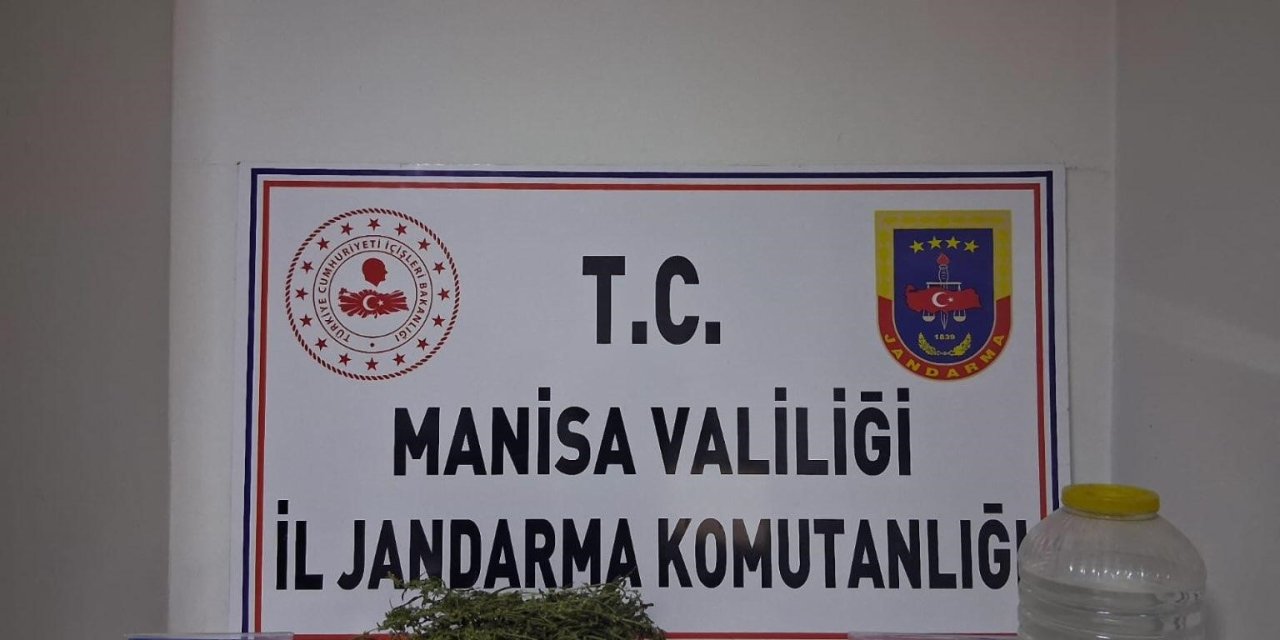 T.C.
MANİSA VALİLİĞİ
İL JANDARMA KOMUTANLIĞI
TÜRKİYE CUMHURİYETİ İÇİŞLERİ BAKANLIĞI
1839
JANDARMA